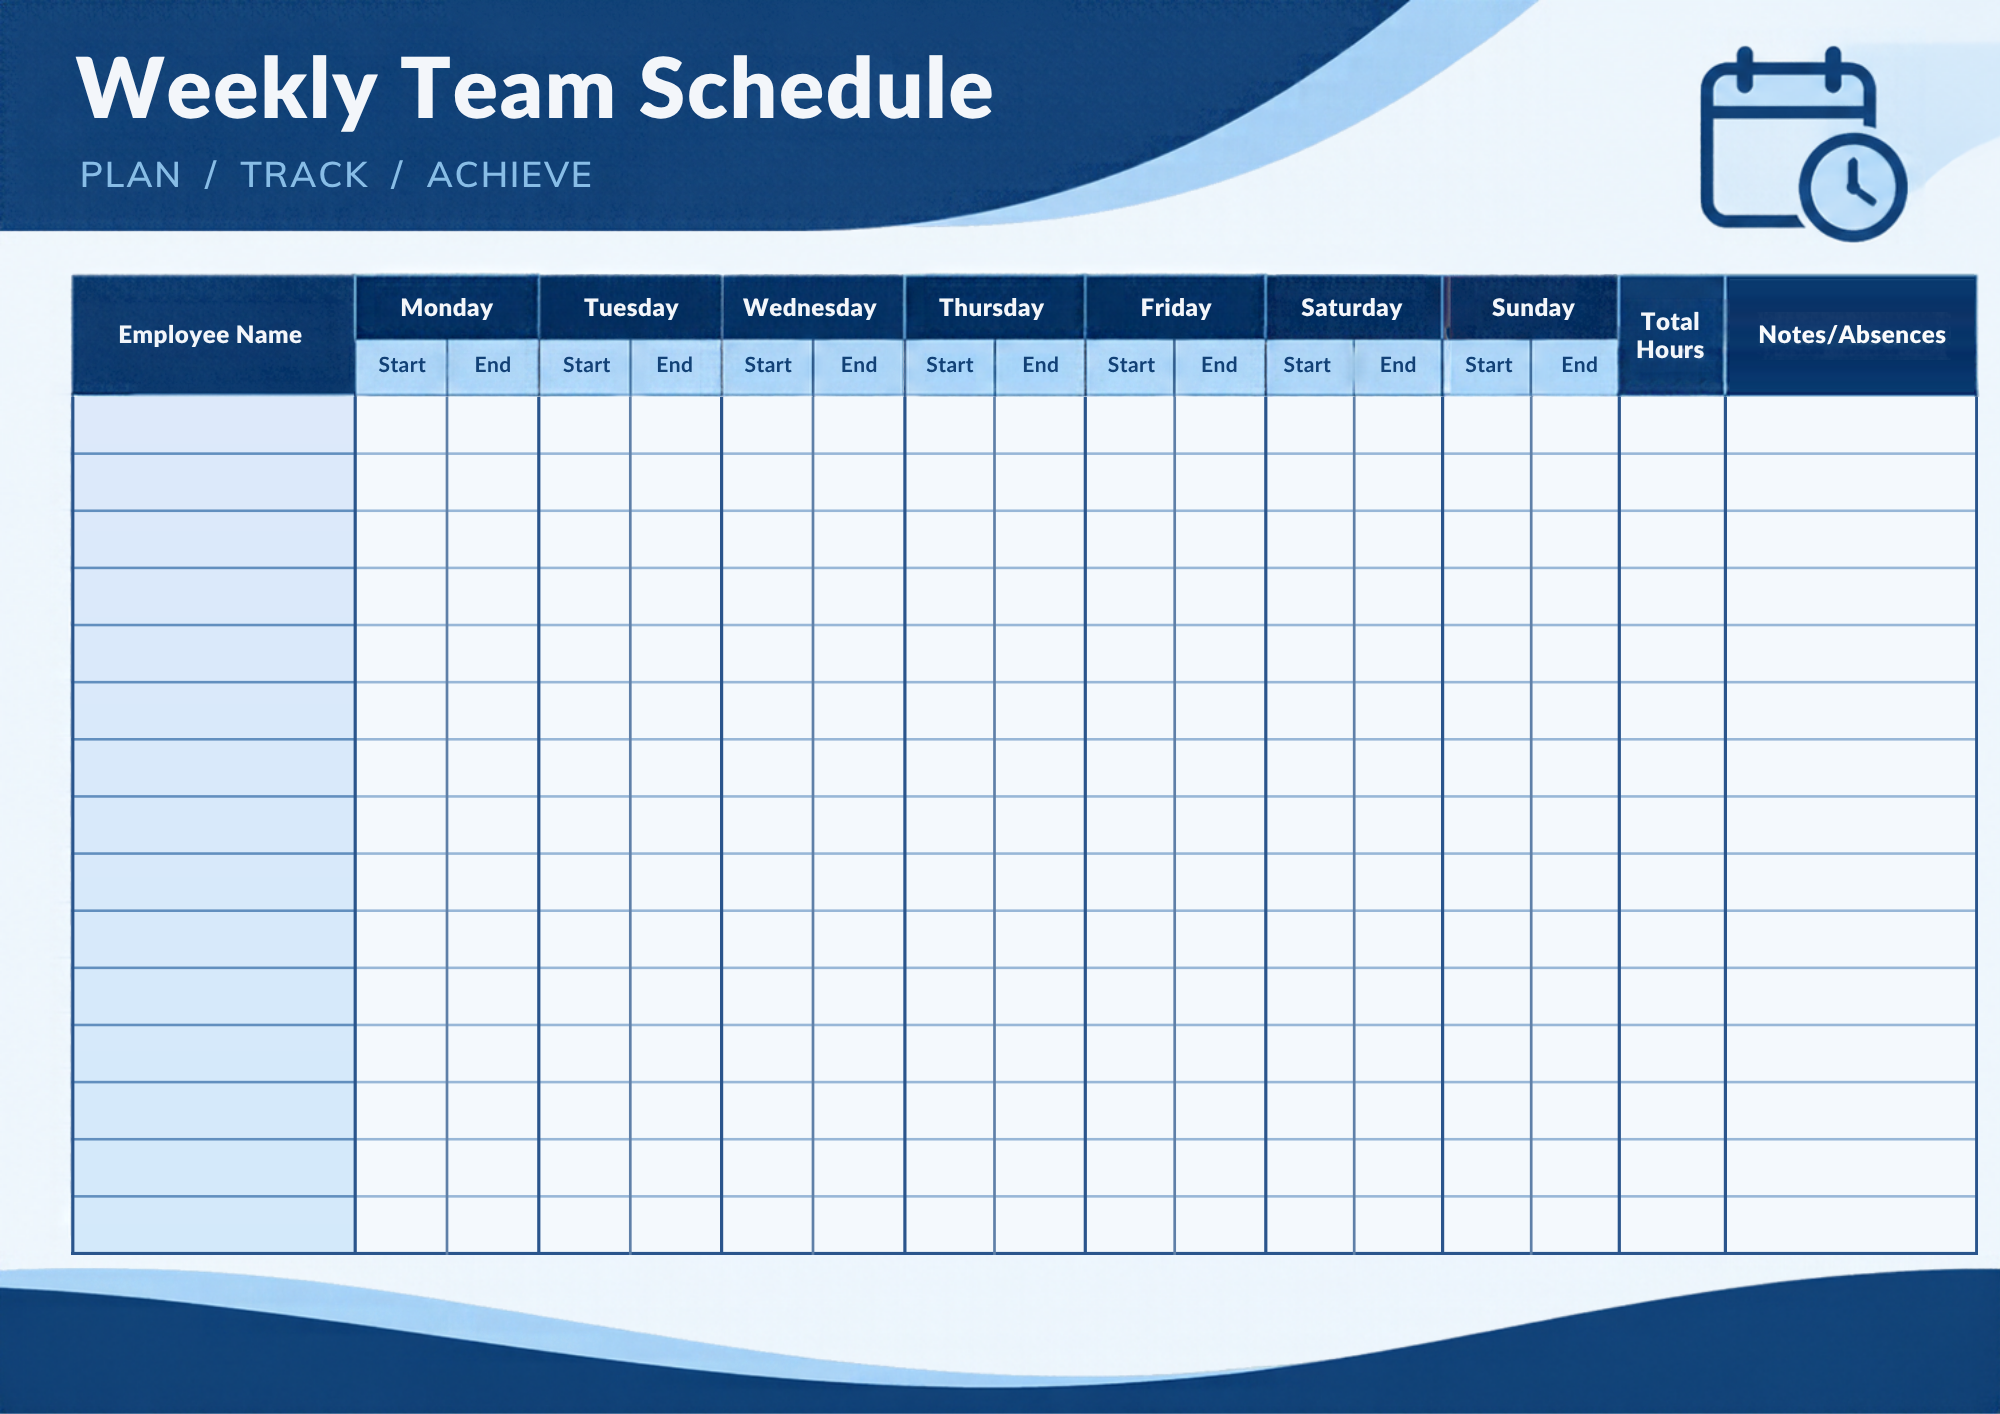 Weekly Team Schedule
PLAN / TRACK / ACHIEVE
Employee Name Monday Tuesday Wednesday Thursday Friday Saturday Sunday Total Hours Notes/Absences
Start End Start End Start End Start End Start End Start End Start End